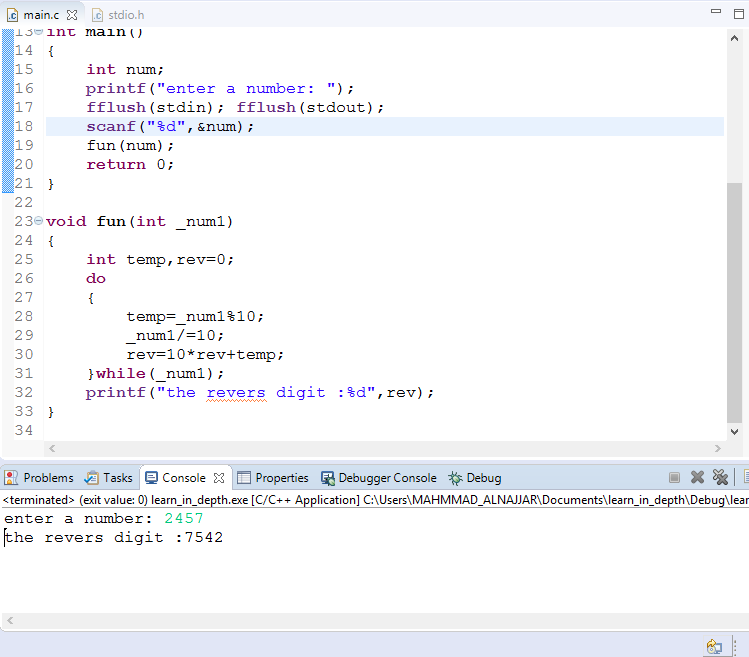 main.c stdio.h
13 int main()
14 {
15 int num;
16 printf("enter a number: ");
17 fflush(stdin); fflush(stdout);
18 scanf("%d",&num);
19 fun(num);
20 return 0;
21 }
22
23 void fun(int _num1)
24 {
25 int temp,rev=0;
26 do
27 {
28 temp=_num1%10;
29 _num1/=10;
30 rev=10*rev+temp;
31 }while(_num1);
32 printf("the revers digit :%d",rev);
33 }
34
Problems Tasks Console Properties Debugger Console Debug
<terminated> (exit value: 0) learn_in_depth.exe [C/C++ Application] C:\Users\MAHMMAD_ALNAJJAR\Documents\learn_in_depth\Debug\lear
enter a number: 2457
the revers digit :7542